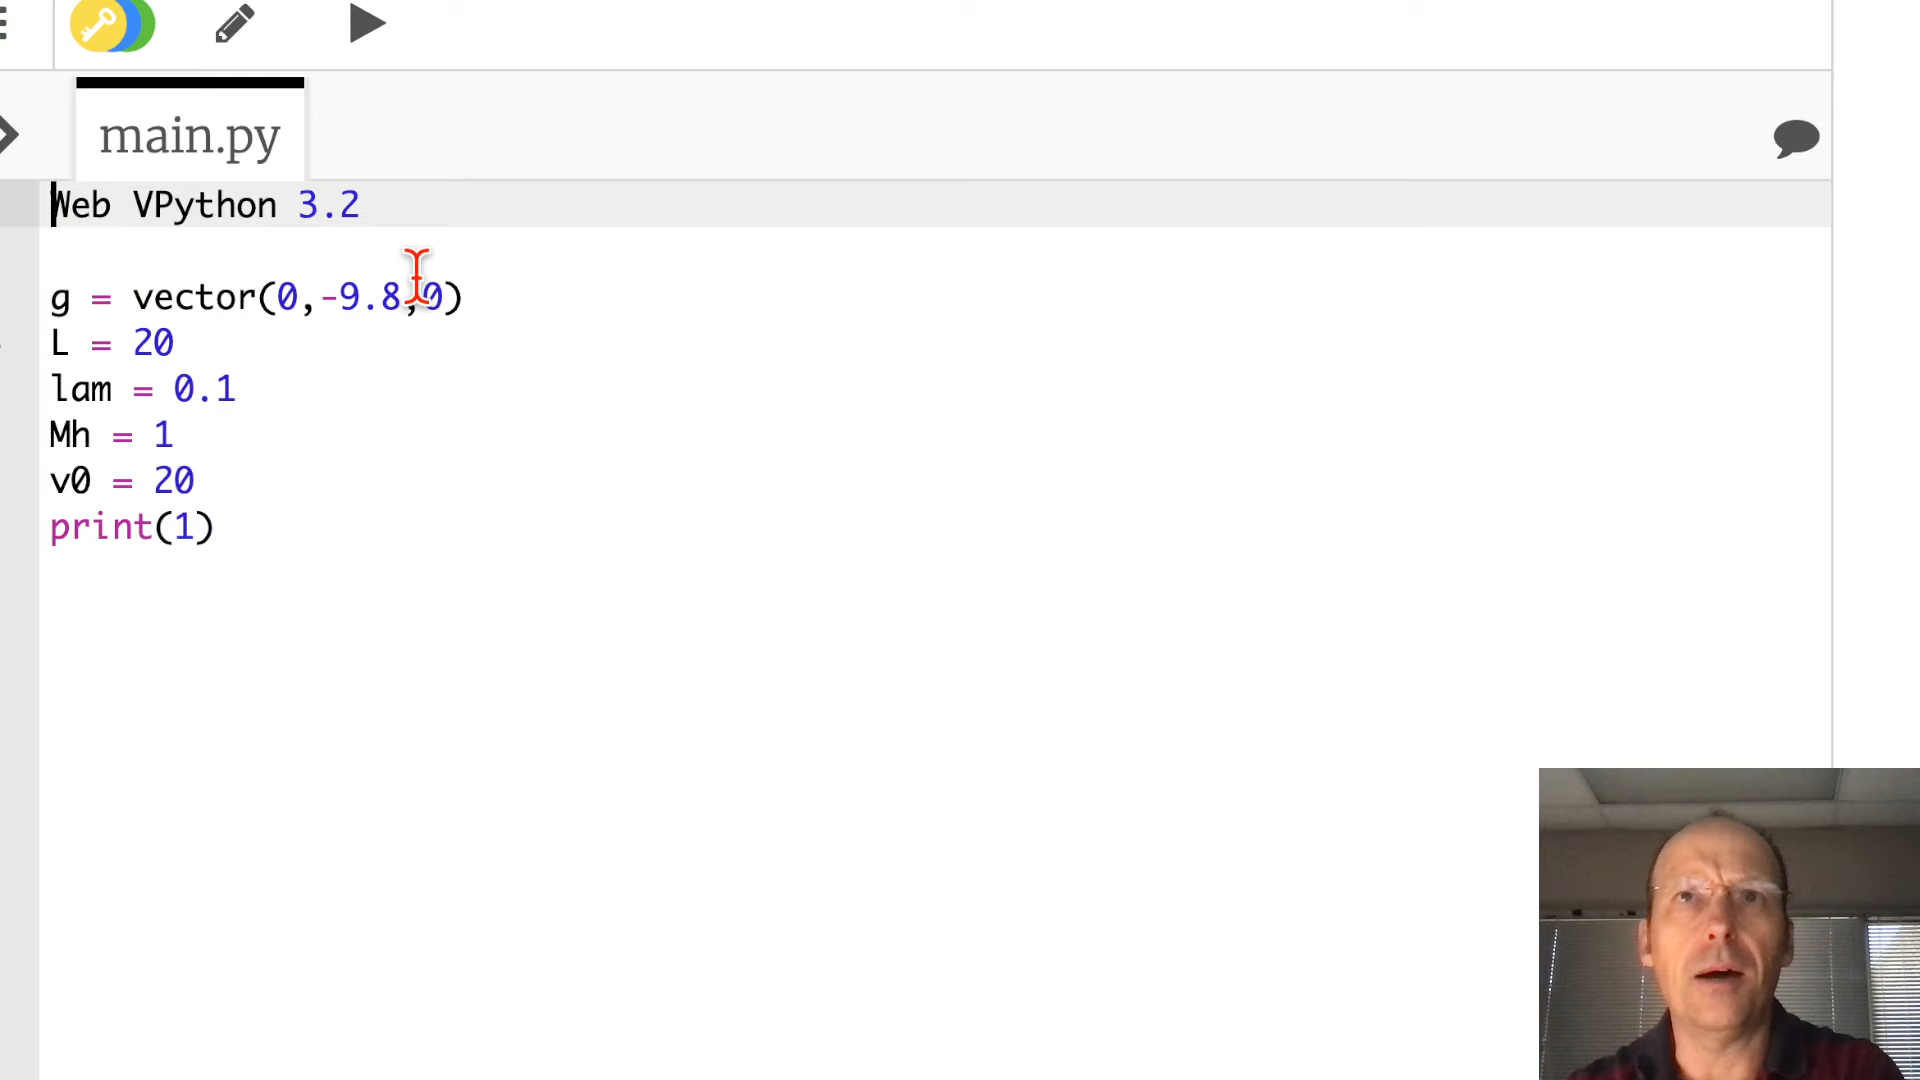 main.py
Web VPython 3.2
g = vector(0,-9.8,0)
L = 20
lam = 0.1
Mh = 1
v0 = 20
print(1)